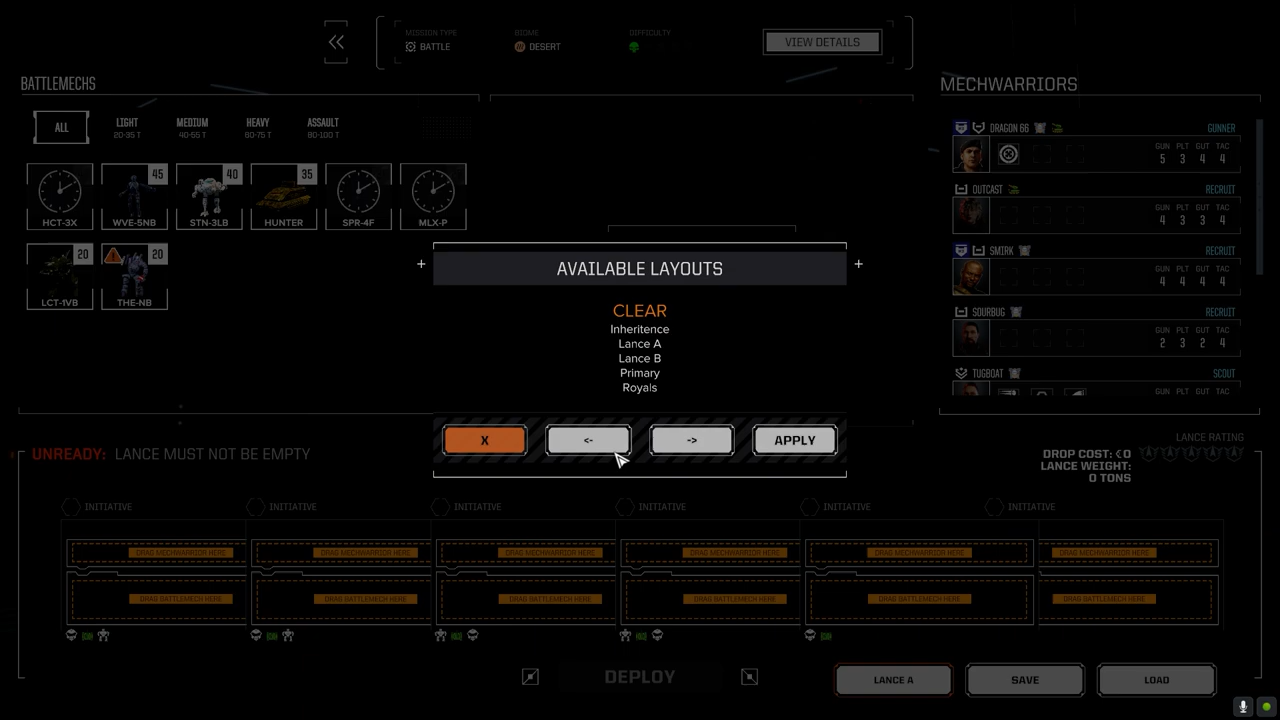 MISSION TYPE
BATTLE
BIOME
DESERT
DIFFICULTY
VIEW DETAILS
BATTLEMECHS
MECHWARRIORS
ALL
LIGHT
20-35 T
MEDIUM
40-55 T
HEAVY
60-75 T
ASSAULT
80-100 T
HCT-3X
45
WVE-5NB
40
STN-3LB
35
HUNTER
SPR-4F
MLX-P
20
LCT-1VB
20
THE-NB
DRAGON 66
GUNNER
GUN PLT GUT TAC
5 3 4 4
OUTCAST
RECRUIT
GUN PLT GUT TAC
4 3 3 4
SMIRK
RECRUIT
GUN PLT GUT TAC
4 4 4 4
SOURBUG
RECRUIT
GUN PLT GUT TAC
2 3 2 4
TUGBOAT
SCOUT
GUN PLT GUT TAC
AVAILABLE LAYOUTS
CLEAR
Inheritence
Lance A
Lance B
Primary
Royals
X
<-
->
APPLY
UNREADY: LANCE MUST NOT BE EMPTY
LANCE RATING
DROP COST: ¢0
LANCE WEIGHT:
0 TONS
INITIATIVE
INITIATIVE
INITIATIVE
INITIATIVE
INITIATIVE
INITIATIVE
DRAG MECHWARRIOR HERE
DRAG MECHWARRIOR HERE
DRAG MECHWARRIOR HERE
DRAG MECHWARRIOR HERE
DRAG MECHWARRIOR HERE
DRAG MECHWARRIOR HERE
DRAG BATTLEMECH HERE
DRAG BATTLEMECH HERE
DRAG BATTLEMECH HERE
DRAG BATTLEMECH HERE
DRAG BATTLEMECH HERE
DRAG BATTLEMECH HERE
DEPLOY
LANCE A
SAVE
LOAD